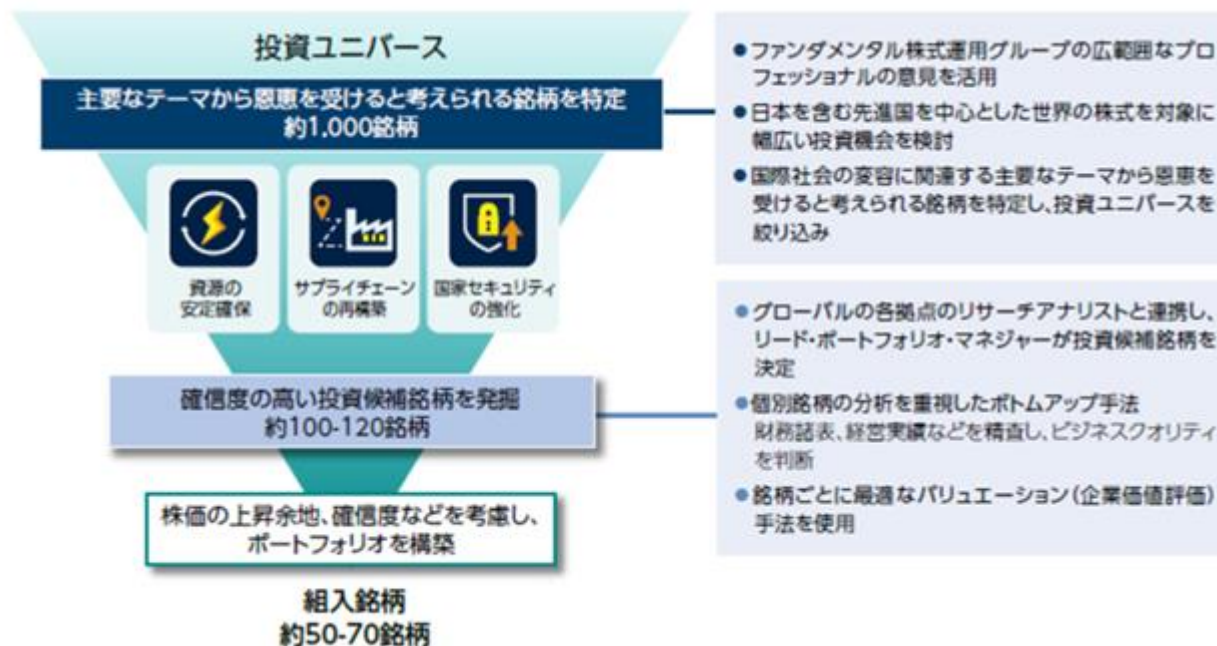 投資ユニバース
主要なテーマから恩恵を受けると考えられる銘柄を特定
約1,000銘柄
資源の
安定確保
サプライチェーン
の再構築
国家セキュリティ
の強化
確信度の高い投資候補銘柄を発掘
約100-120銘柄
株価の上昇余地、確信度などを考慮し、
ポートフォリオを構築
組入銘柄
約50-70銘柄
●ファンダメンタル株式運用グループの広範囲なプロ
フェッショナルの意見を活用
●日本を含む先進国を中心とした世界の株式を対象に
幅広い投資機会を検討
●国際社会の変容に関連する主要なテーマから恩恵を
受けると考えられる銘柄を特定し、投資ユニバースを
絞り込み
●グローバルの各拠点のリサーチアナリストと連携し、
リード・ポートフォリオ・マネジャーが投資候補銘柄を
決定
●個別銘柄の分析を重視したボトムアップ手法
財務諸表、経営実績などを精査し、ビジネスクオリティ
を判断
●銘柄ごとに最適なバリュエーション(企業価値評価)
手法を使用